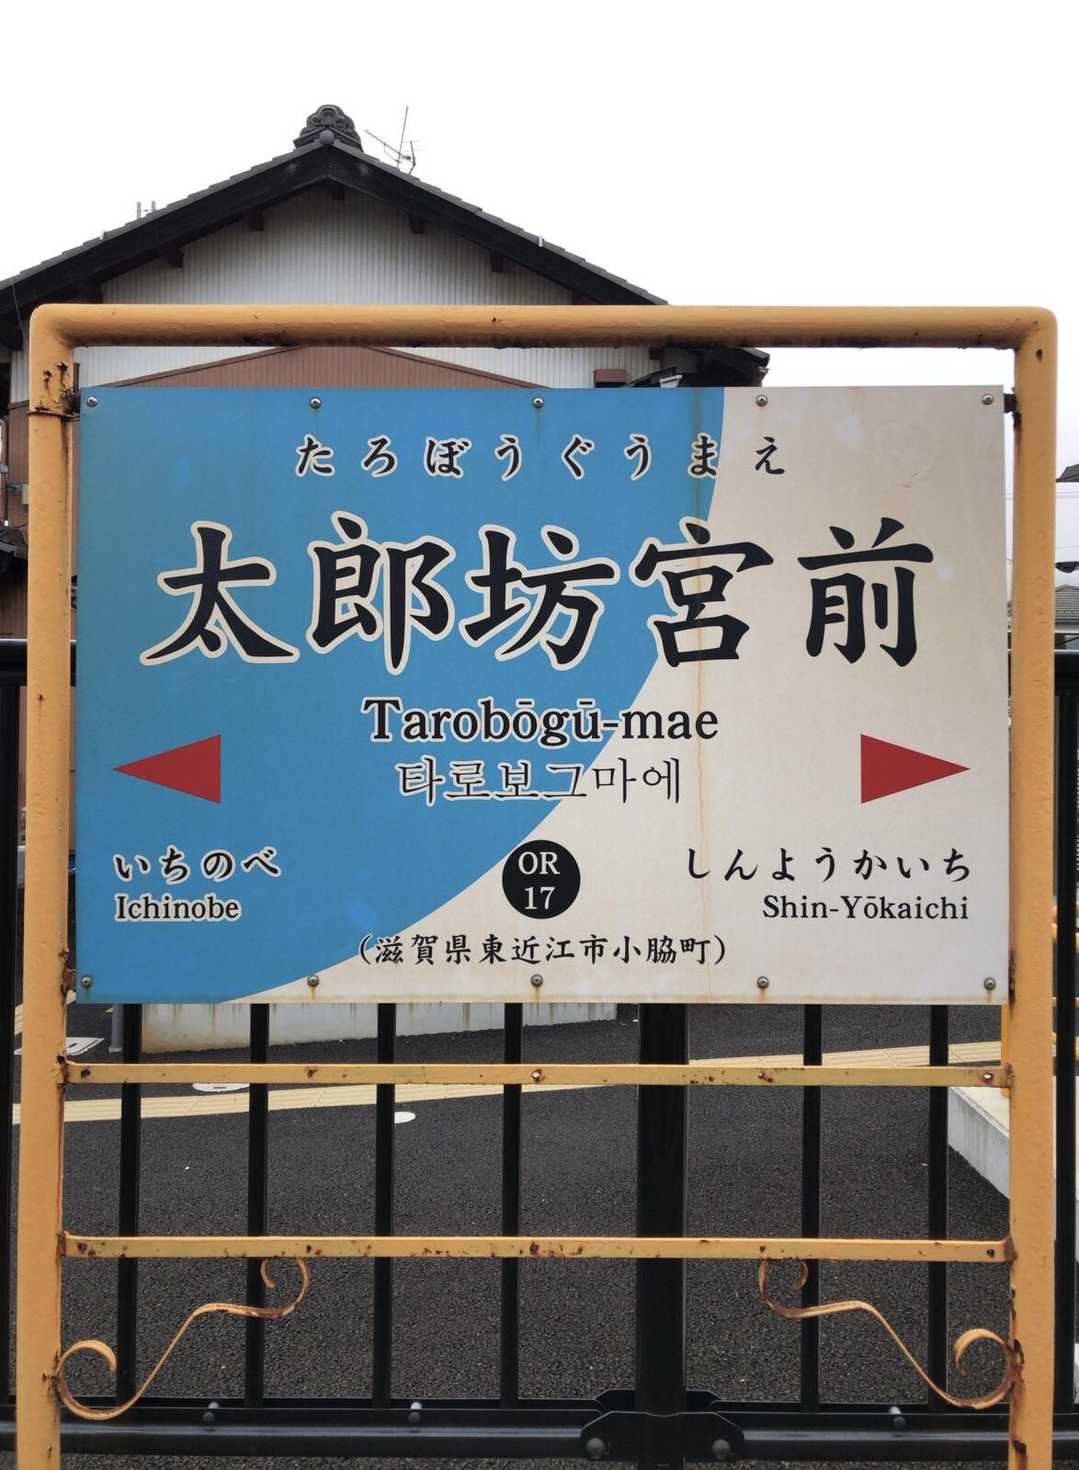 たろぼうぐうまえ
太郎坊宮前
Tarobōgū-mae
타로보그마에
いちのべ
Ichinobe
OR
17
しんようかいち
Shin-Yōkaichi
(滋賀県東近江市小脇町)